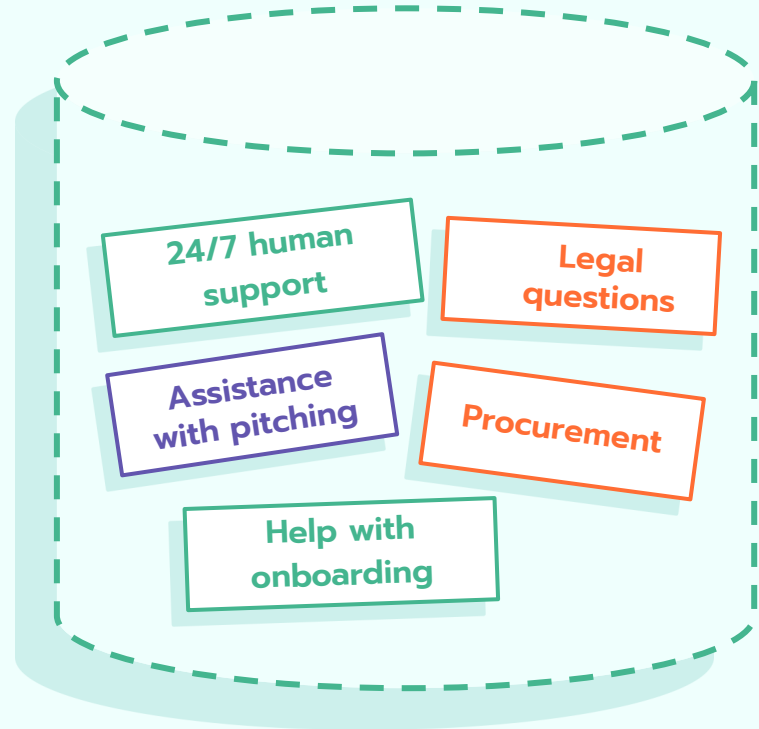 24/7 human
support
Legal
questions
Assistance
with pitching
Procurement
Help with
onboarding